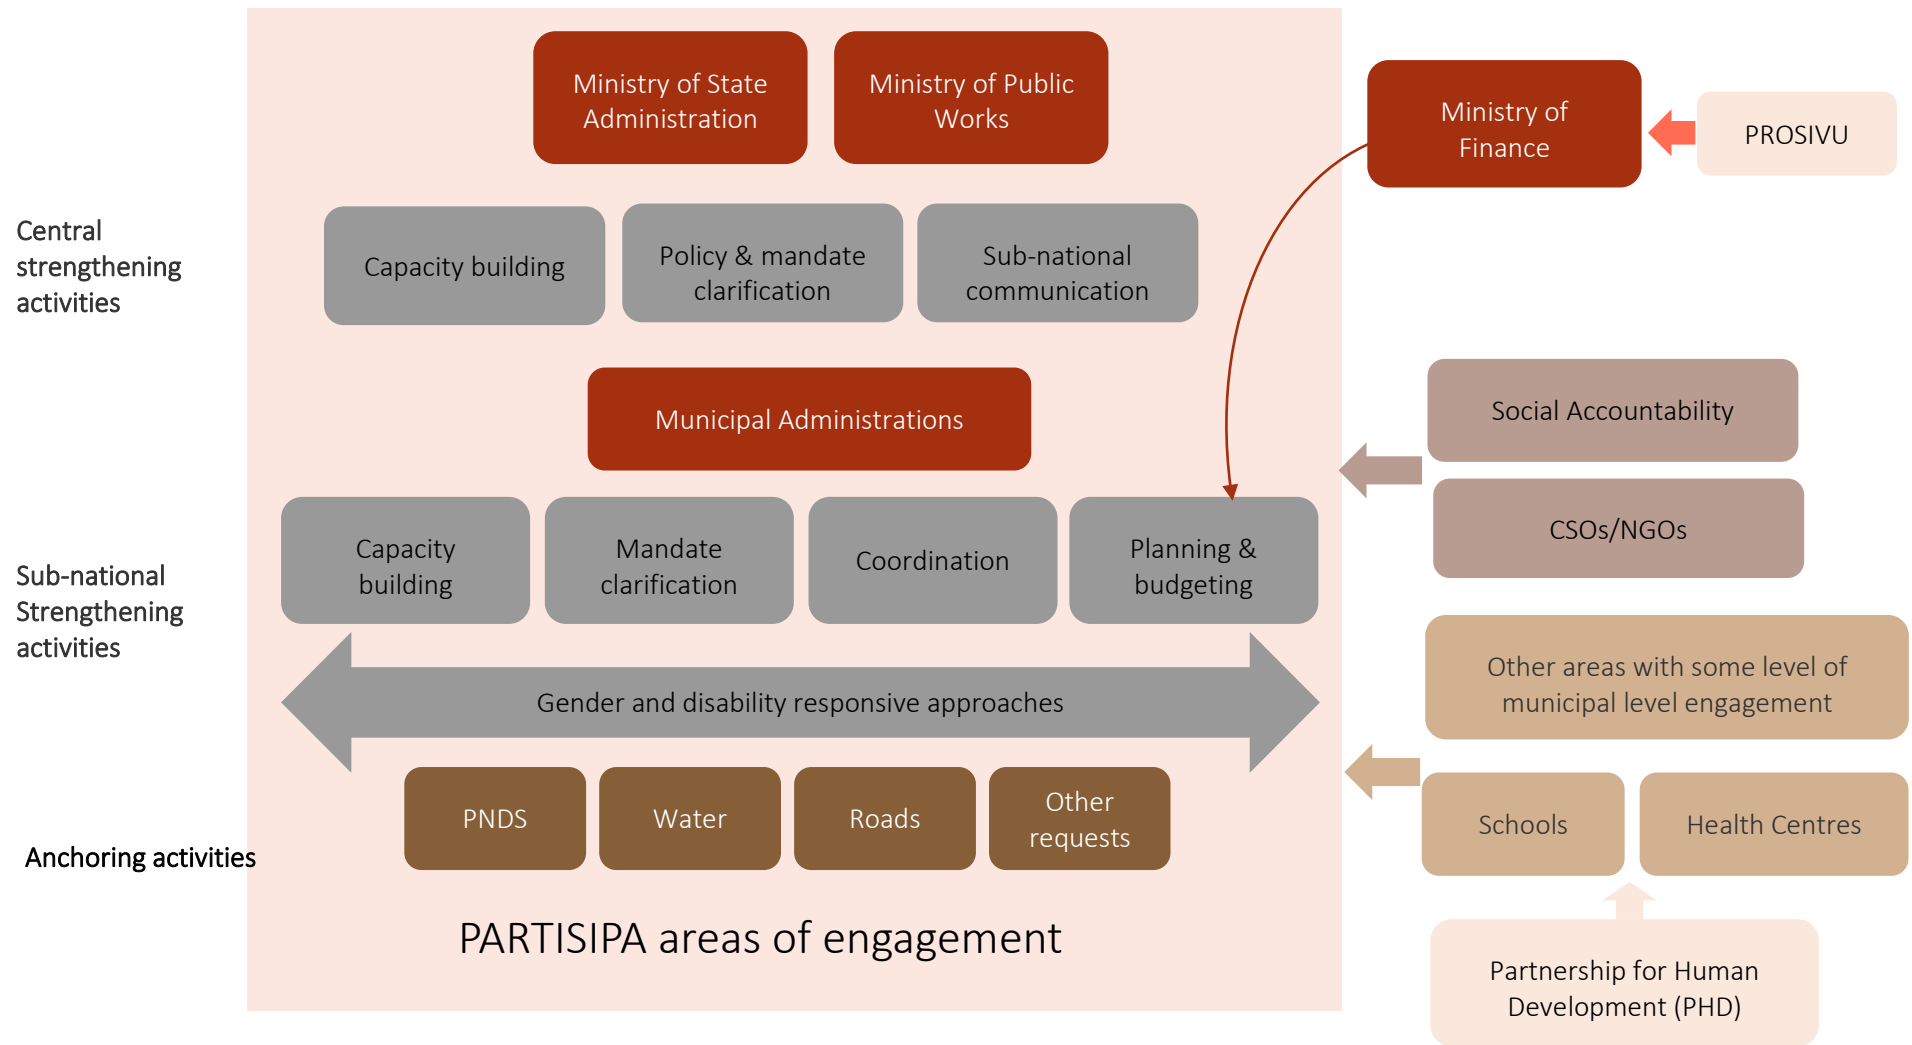 Ministry of State
Administration
Ministry of Public
Works
Ministry of
Finance
PROSIVU
Central
strengthening
activities
Capacity building
Policy & mandate
clarification
Sub-national
communication
Municipal Administrations
Social Accountability
CSOs/NGOs
Sub-national
Strengthening
activities
Capacity
building
Mandate
clarification
Coordination
Planning &
budgeting
Gender and disability responsive approaches
Other areas with some level of
municipal level engagement
Anchoring activities
PNDS
Water
Roads
Other
requests
Schools
Health Centres
PARTISIPA areas of engagement
Partnership for Human
Development (PHD)